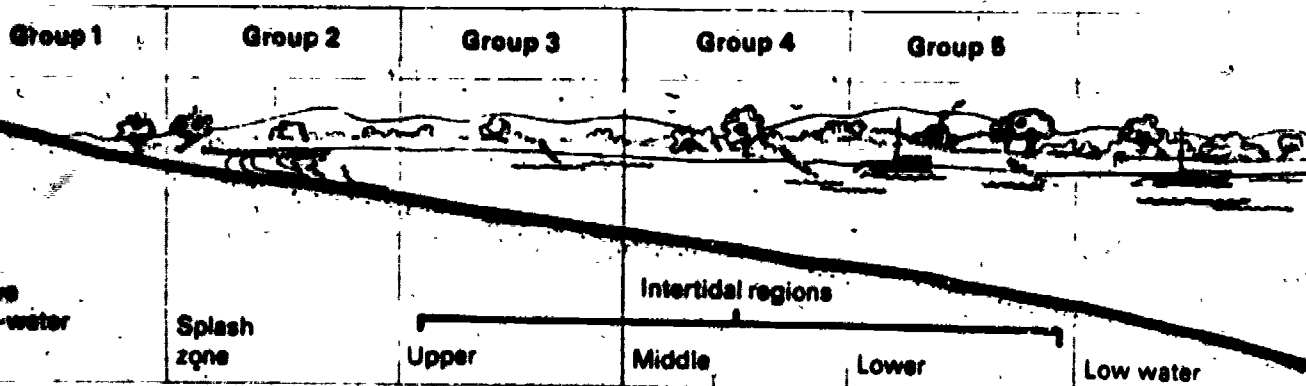 Group 1 Group 2 Group 3 Group 4 Group 5
Intertidal regions
-water
Splash
zone
Upper
Middle
Lower
Low water